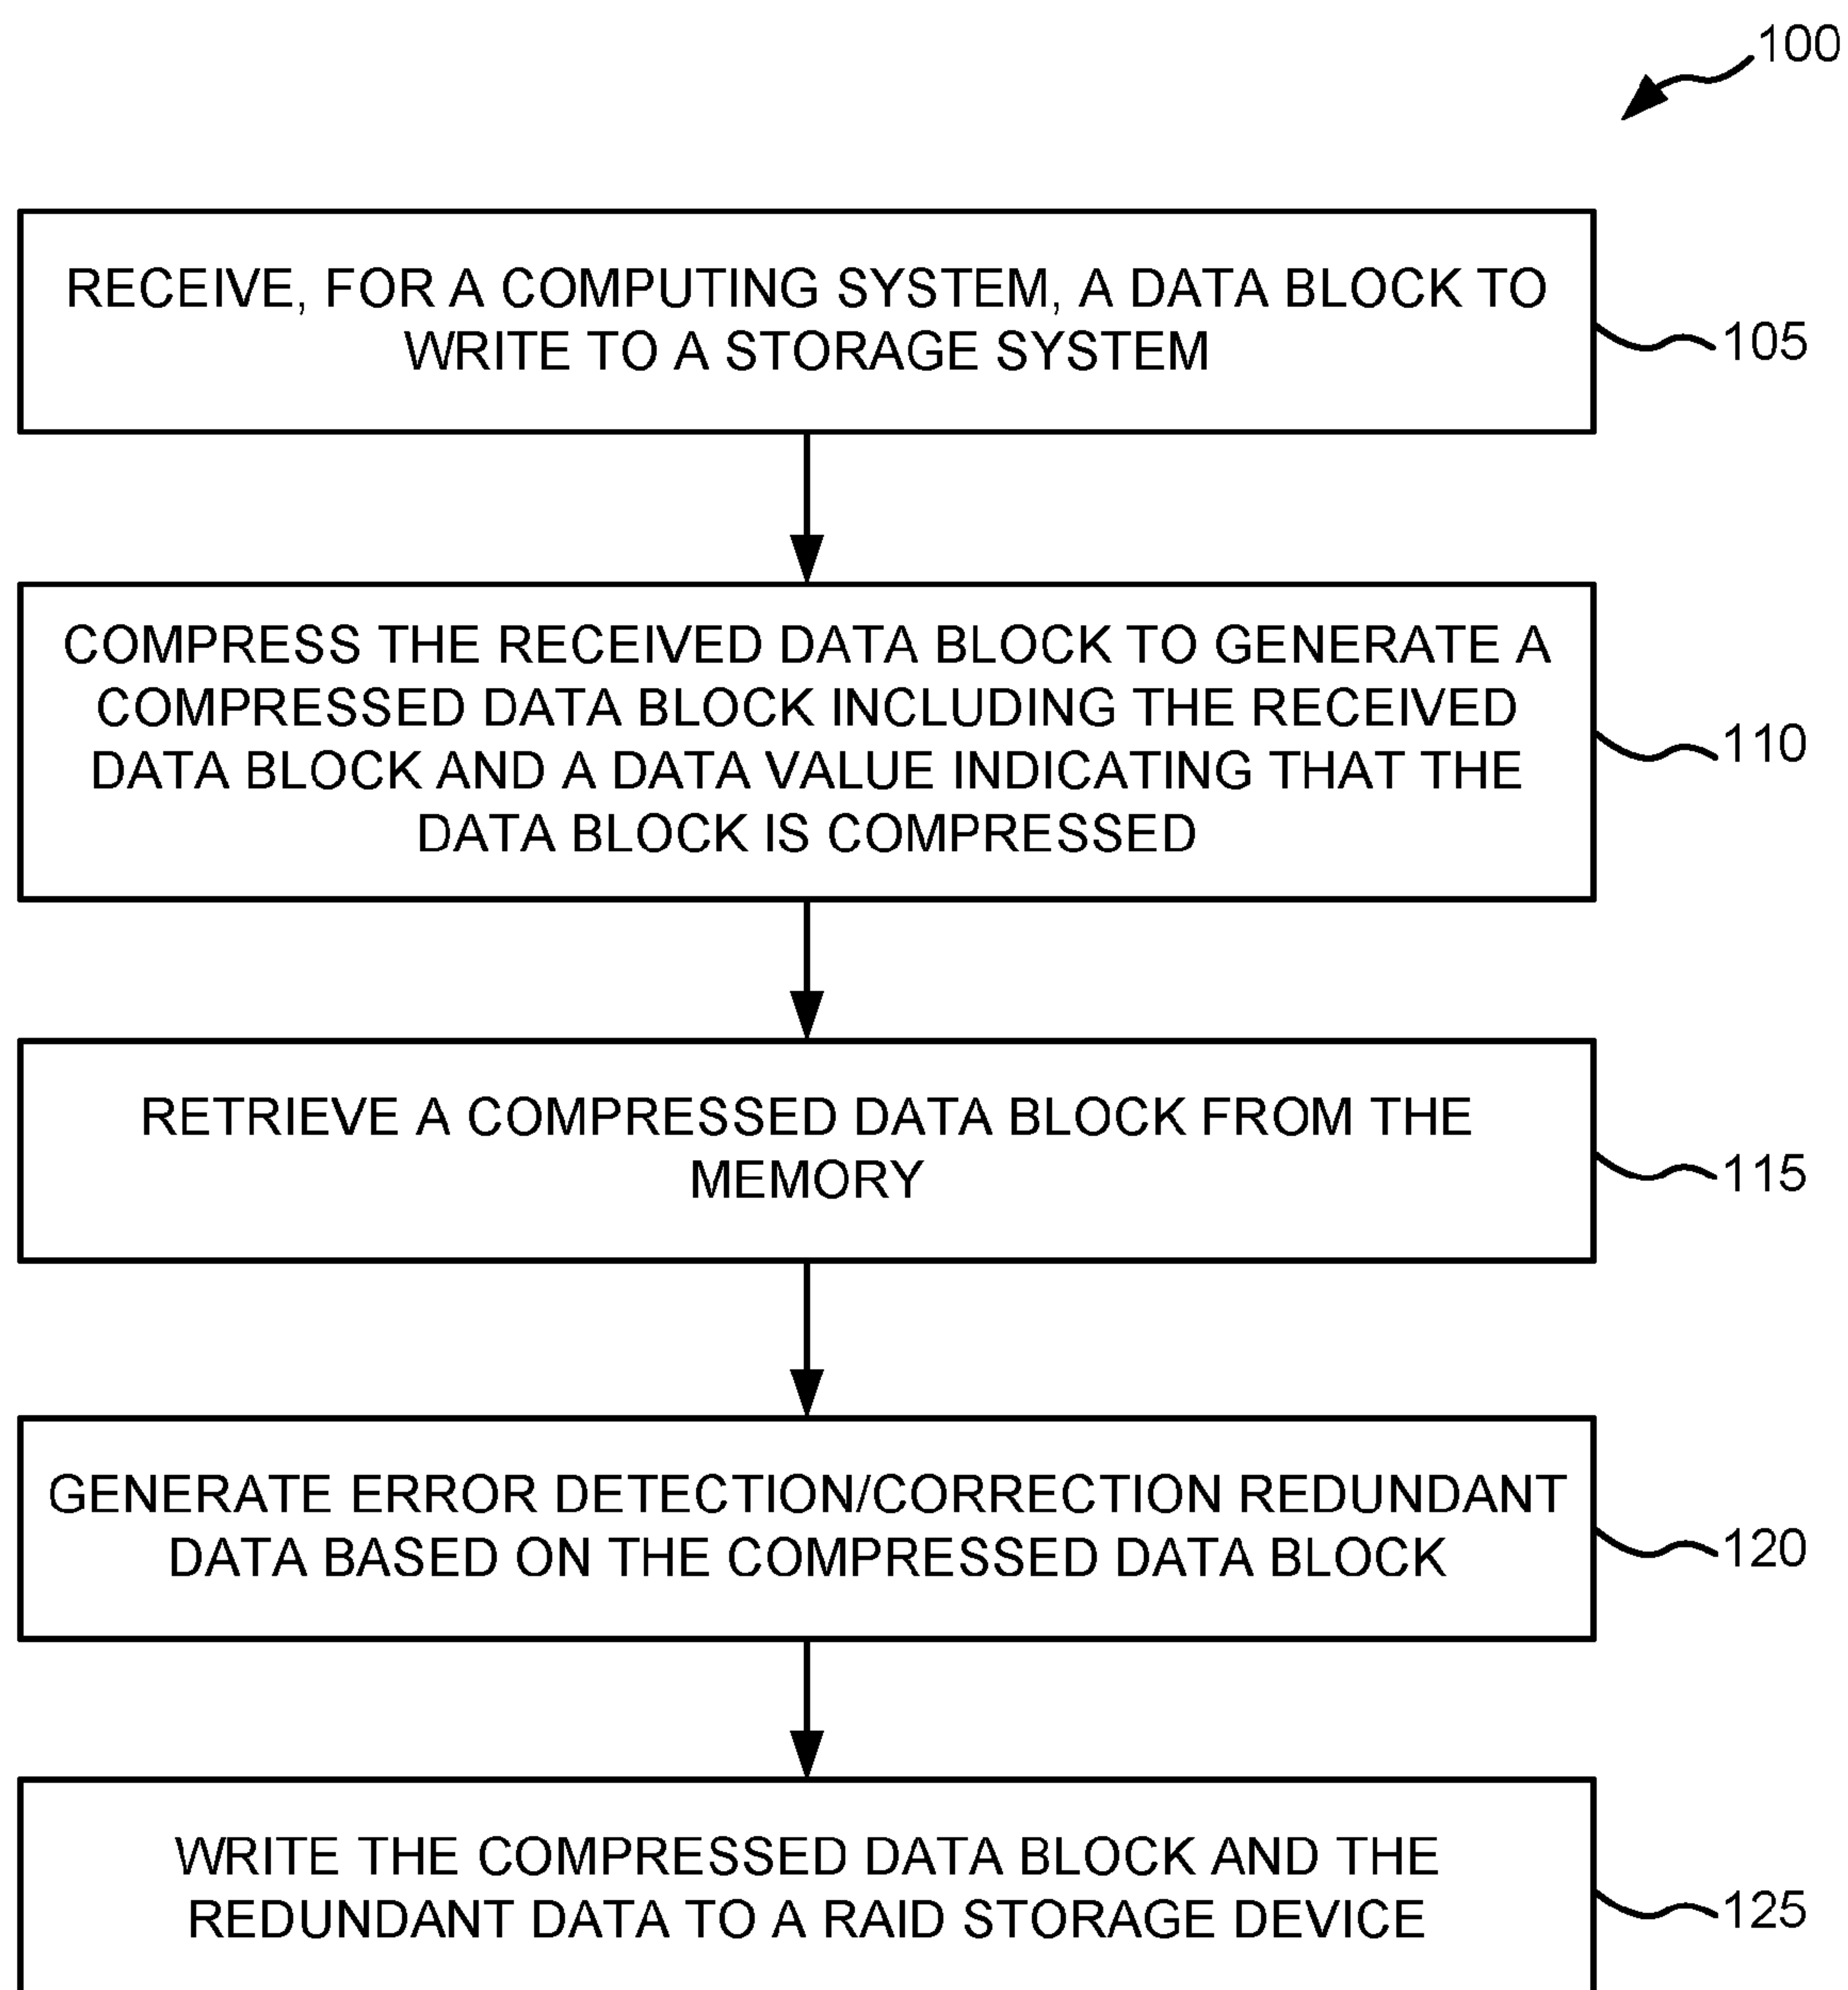 100
RECEIVE, FOR A COMPUTING SYSTEM, A DATA BLOCK TO
WRITE TO A STORAGE SYSTEM
105
COMPRESS THE RECEIVED DATA BLOCK TO GENERATE A
COMPRESSED DATA BLOCK INCLUDING THE RECEIVED
DATA BLOCK AND A DATA VALUE INDICATING THAT THE
DATA BLOCK IS COMPRESSED
110
RETRIEVE A COMPRESSED DATA BLOCK FROM THE
MEMORY
115
GENERATE ERROR DETECTION/CORRECTION REDUNDANT
DATA BASED ON THE COMPRESSED DATA BLOCK
120
WRITE THE COMPRESSED DATA BLOCK AND THE
REDUNDANT DATA TO A RAID STORAGE DEVICE
125